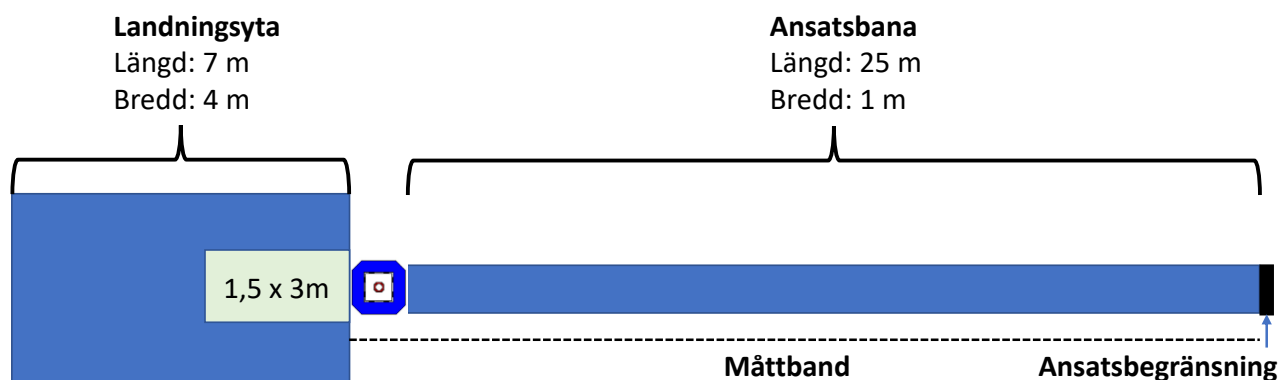 Landningsyta
Längd: 7 m
Bredd: 4 m
Ansatsbana
Längd: 25 m
Bredd: 1 m
1,5 x 3m
Måttband
Ansatsbegränsning